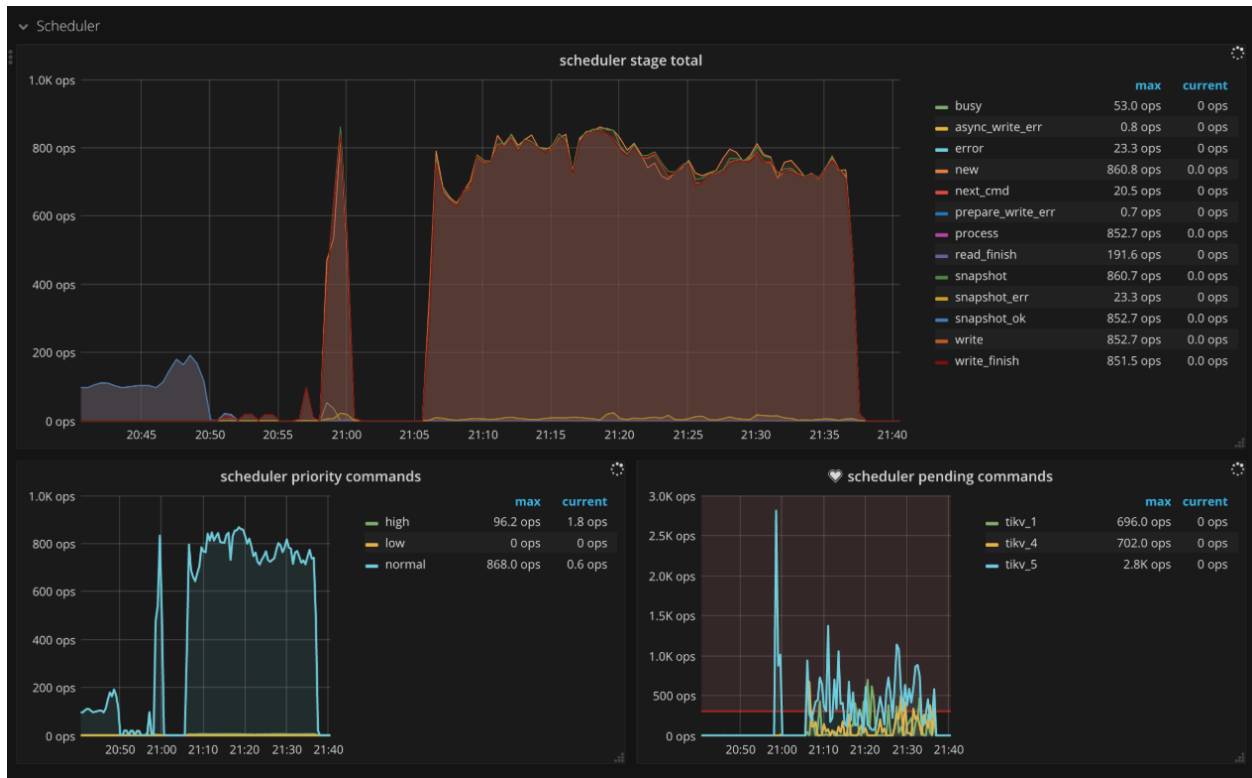 Scheduler
scheduler stage total
1.0K ops
800 ops
600 ops
400 ops
200 ops
0 ops
20:45 20:50 20:55 21:00 21:05 21:10 21:15 21:20 21:25 21:30 21:35 21:40
max current
busy 53.0 ops 0 ops
async_write_err 0.8 ops 0 ops
error 23.3 ops 0 ops
new 860.8 ops 0.0 ops
next_cmd 20.5 ops 0 ops
prepare_write_err 0.7 ops 0 ops
process 852.7 ops 0.0 ops
read_finish 191.6 ops 0 ops
snapshot 860.7 ops 0.0 ops
snapshot_err 23.3 ops 0 ops
snapshot_ok 852.7 ops 0.0 ops
write 852.7 ops 0.0 ops
write_finish 851.5 ops 0.0 ops
scheduler priority commands
1.0K ops
800 ops
600 ops
400 ops
200 ops
0 ops
20:50 21:00 21:10 21:20 21:30 21:40
max current
high 96.2 ops 1.8 ops
low 0 ops 0 ops
normal 868.0 ops 0.6 ops
scheduler pending commands
3.0K ops
2.5K ops
2.0K ops
1.5K ops
1.0K ops
500 ops
0 ops
20:50 21:00 21:10 21:20 21:30 21:40
max current
tikv_1 696.0 ops 0 ops
tikv_4 702.0 ops 0 ops
tikv_5 2.8K ops 0 ops